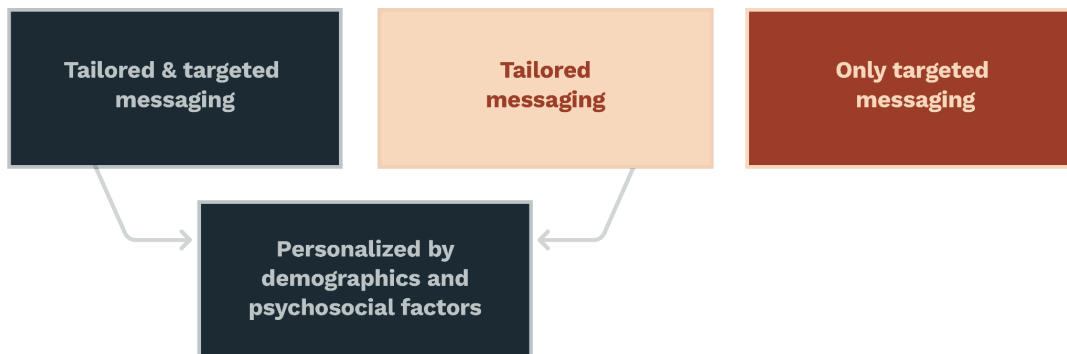 Tailored & targeted
messaging
Tailored
messaging
Only targeted
messaging
Personalized by
demographics and
psychosocial factors